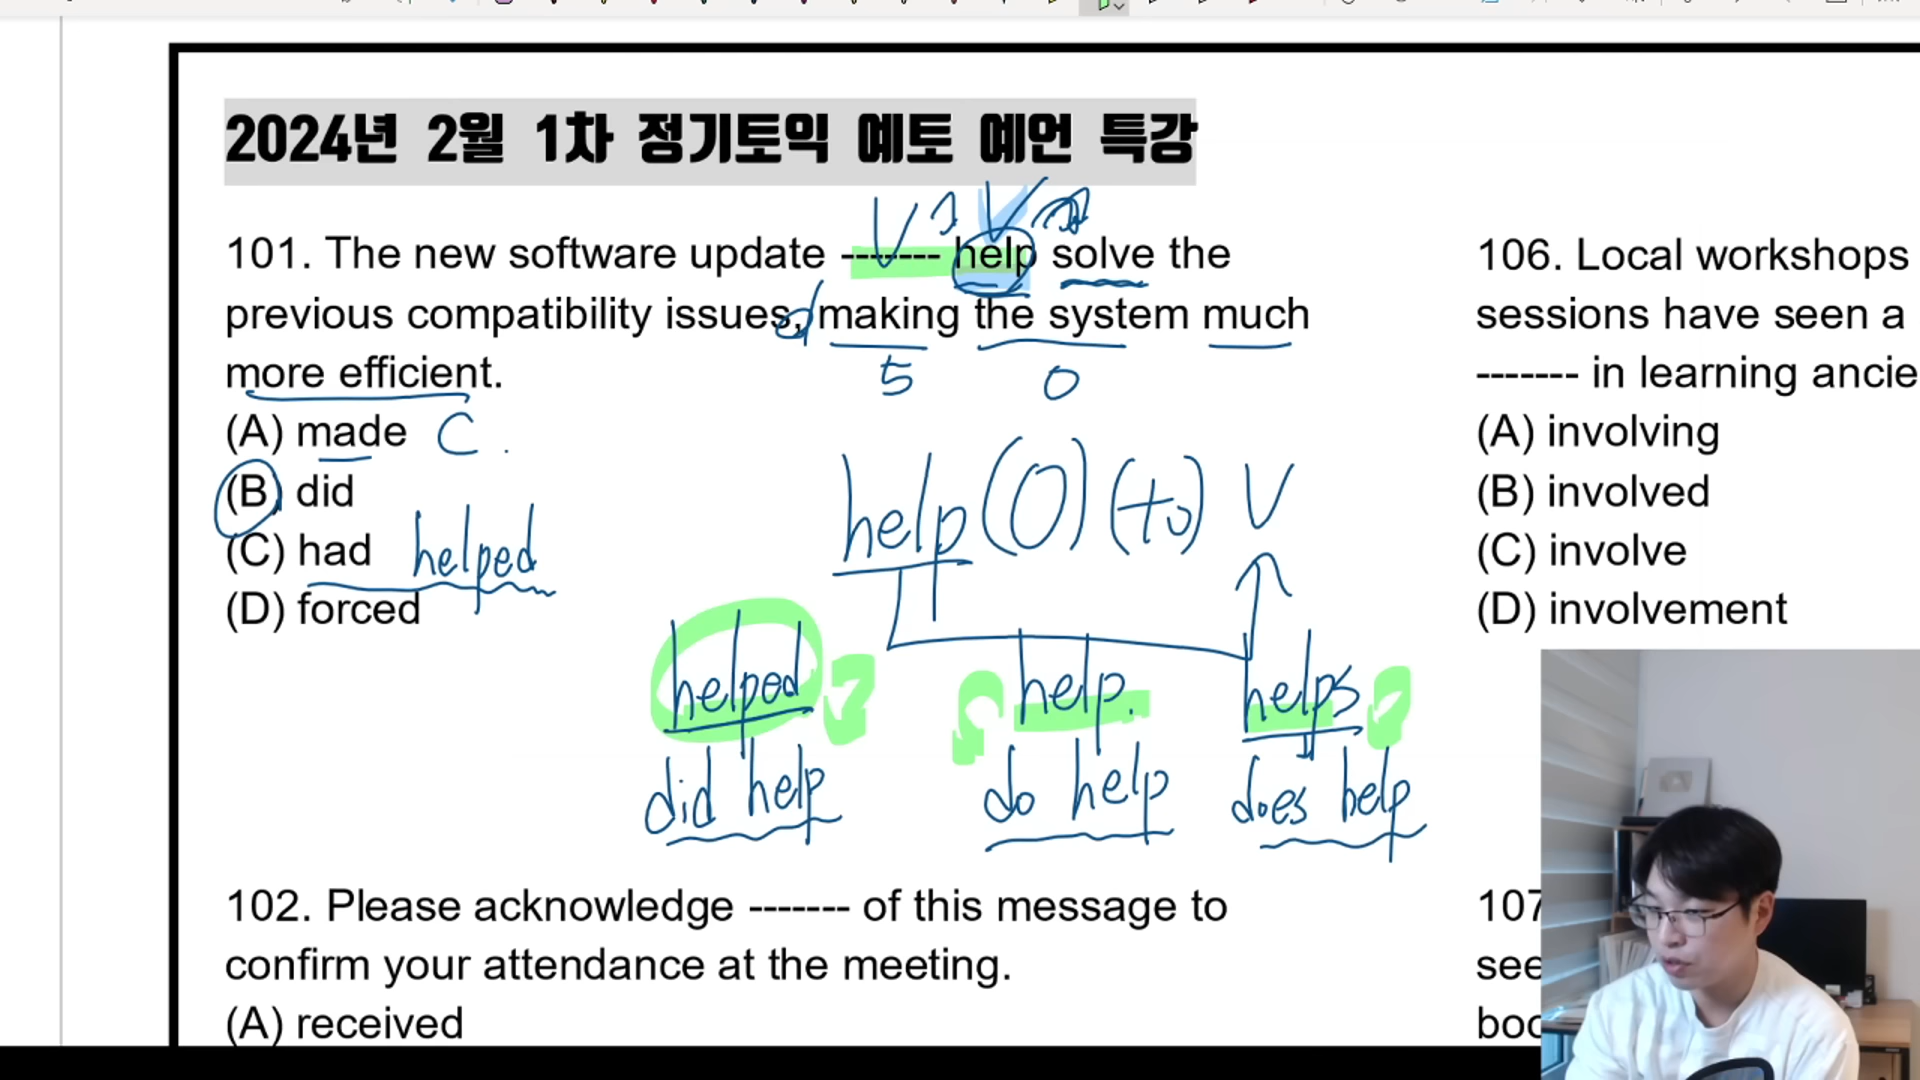 2024년 2월 1차 정기토익 예토 예언 특강
V V
101. The new software update ------- help solve the
previous compatibility issues, making the system much
5 O
more efficient.
(A) made C
(B) did
(C) had helped
(D) forced
help (O) (to) V
helped ? help. helps ?
did help do help does help
102. Please acknowledge ------- of this message to
confirm your attendance at the meeting.
(A) received
106. Local workshops
sessions have seen a
------- in learning ancie
(A) involving
(B) involved
(C) involve
(D) involvement
107
see
boo